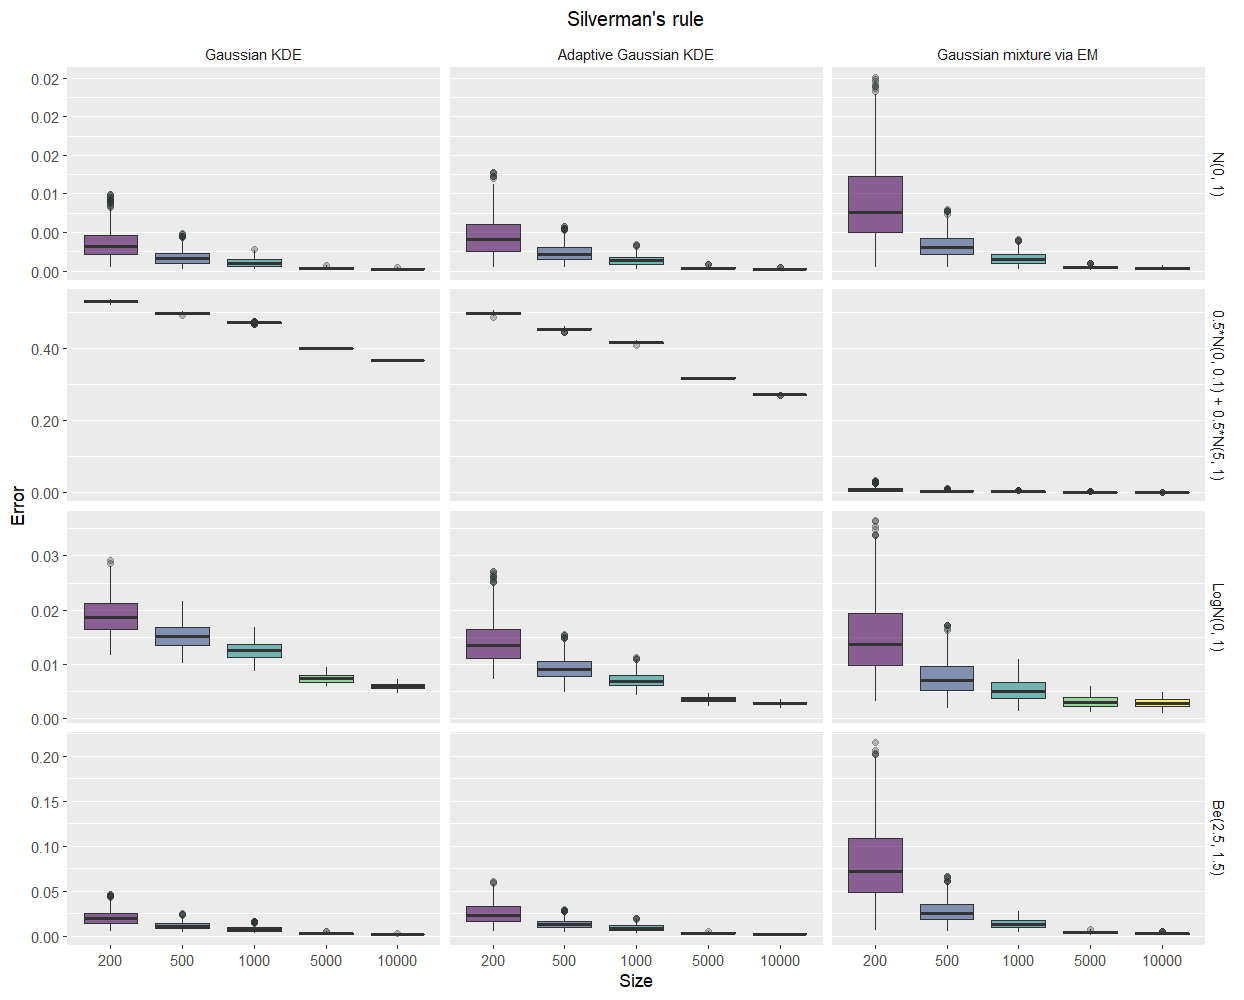 Silverman's rule
Gaussian KDE
Adaptive Gaussian KDE
Gaussian mixture via EM
0.02
0.02
0.02
0.01
0.00
0.00
N(0, 1)
0.40
0.20
0.00
0.5*N(0, 0.1) + 0.5*N(5, 1)
Error
0.03
0.02
0.01
0.00
LogN(0, 1)
0.20
0.15
0.10
0.05
0.00
Be(2.5, 1.5)
200 500 1000 5000 10000
200 500 1000 5000 10000
200 500 1000 5000 10000
Size